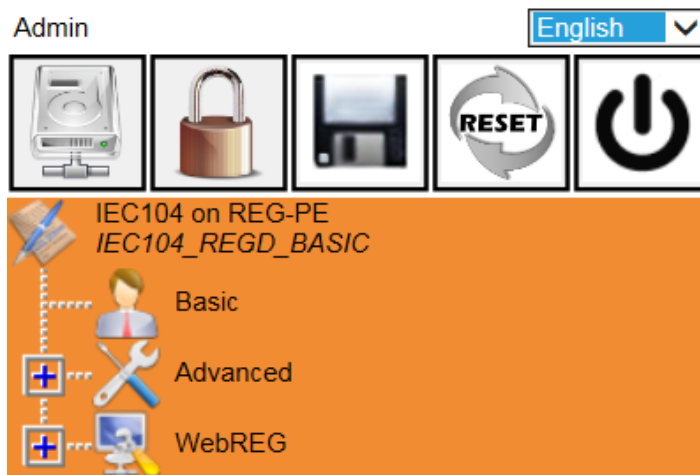 Admin
English
RESET
IEC104 on REG-PE
IEC104_REGD_BASIC
Basic
Advanced
WebREG